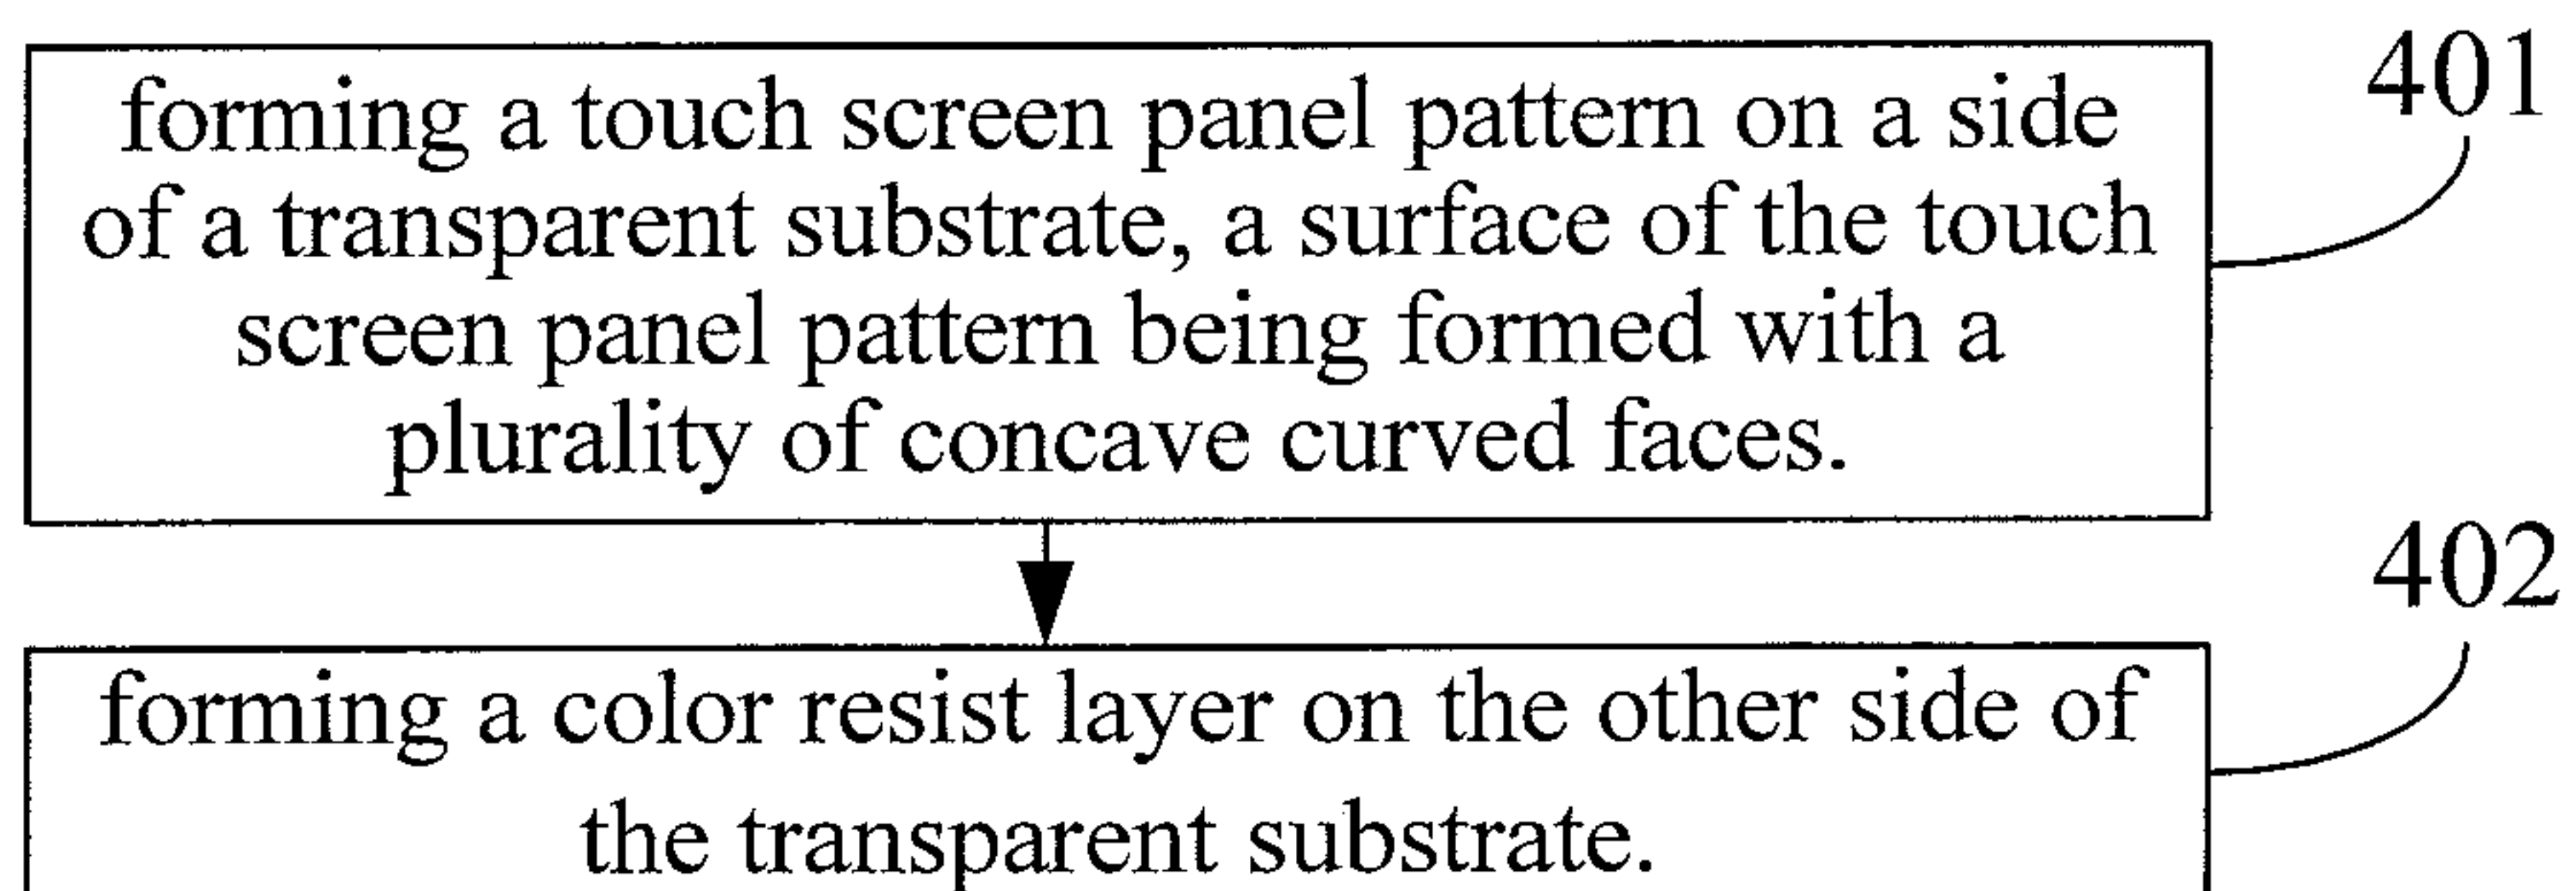 forming a touch screen panel pattern on a side
of a transparent substrate, a surface of the touch
screen panel pattern being formed with a
plurality of concave curved faces.
401
forming a color resist layer on the other side of
the transparent substrate.
402